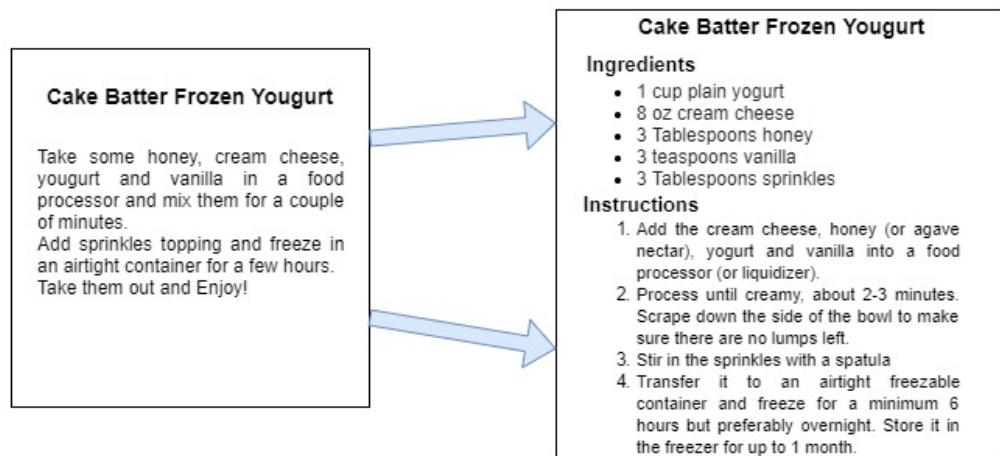 Cake Batter Frozen Yougurt
Take some honey, cream cheese,
yougurt and vanilla in a food
processor and mix them for a couple
of minutes.
Add sprinkles topping and freeze in
an airtight container for a few hours.
Take them out and Enjoy!
Cake Batter Frozen Yougurt
Ingredients
• 1 cup plain yogurt
• 8 oz cream cheese
• 3 Tablespoons honey
• 3 teaspoons vanilla
• 3 Tablespoons sprinkles
Instructions
1. Add the cream cheese, honey (or agave
nectar), yogurt and vanilla into a food
processor (or liquidizer).
2. Process until creamy, about 2-3 minutes.
Scrape down the side of the bowl to make
sure there are no lumps left.
3. Stir in the sprinkles with a spatula
4. Transfer it to an airtight freezable
container and freeze for a minimum 6
hours but preferably overnight. Store it in
the freezer for up to 1 month.